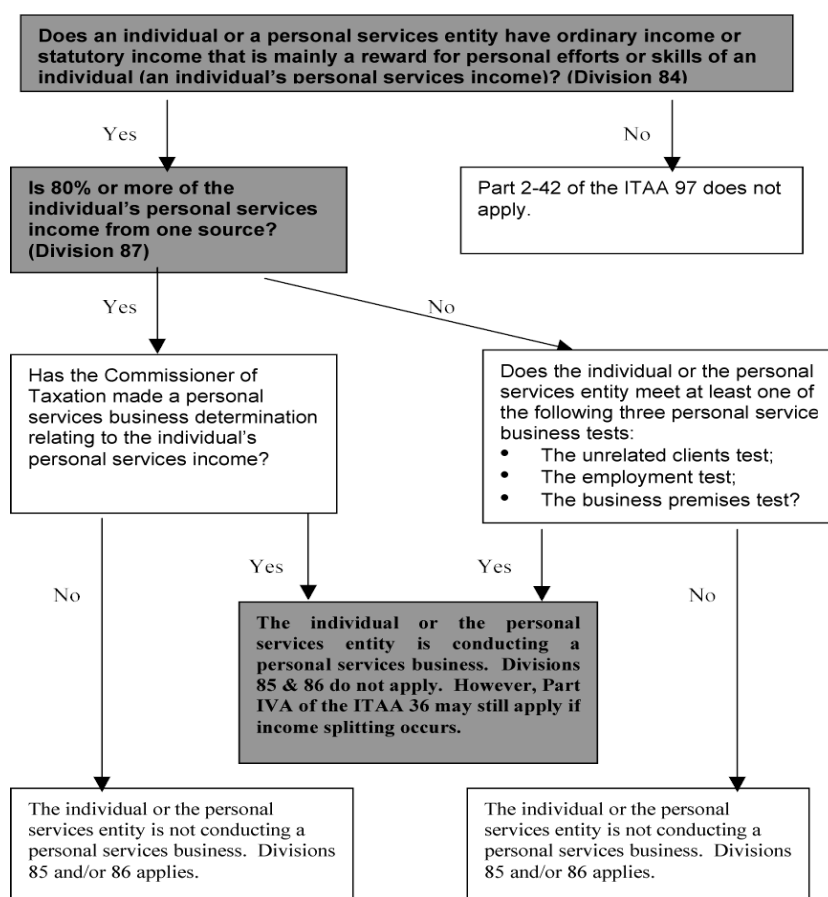 Does an individual or a personal services entity have ordinary income or
statutory income that is mainly a reward for personal efforts or skills of an
individual (an individual's personal services income)? (Division 84)
Yes
No
Is 80% or more of the
individual's personal services
income from one source?
(Division 87)
Part 2-42 of the ITAA 97 does not
apply.
Yes
No
Has the Commissioner of
Taxation made a personal
services business determination
relating to the individual's
personal services income?
Does the individual or the personal
services entity meet at least one of
the following three personal service
business tests:
• The unrelated clients test;
• The employment test;
• The business premises test?
No
Yes
Yes
No
The individual or the personal
services entity is conducting a
personal services business. Divisions
85 & 86 do not apply. However, Part
IVA of the ITAA 36 may still apply if
income splitting occurs.
The individual or the personal
services entity is not conducting a
personal services business. Divisions
85 and/or 86 applies.
The individual or the personal
services entity is not conducting a
personal services business. Divisions
85 and/or 86 applies.